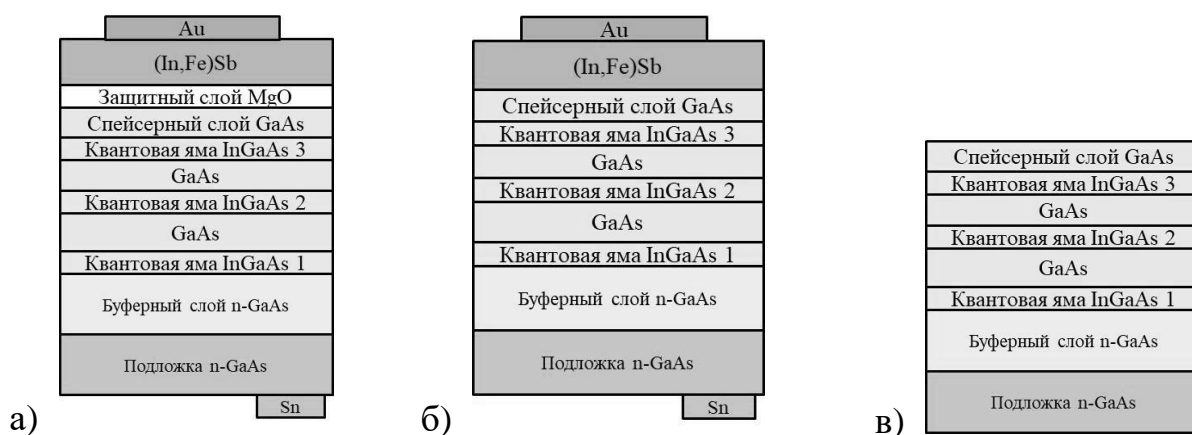 Au
(In,Fe)Sb
Защитный слой MgO
Спейсерный слой GaAs
Квантовая яма InGaAs 3
GaAs
Квантовая яма InGaAs 2
GaAs
Квантовая яма InGaAs 1
Буферный слой n-GaAs
Подложка n-GaAs
Sn
а)
Au
(In,Fe)Sb
Спейсерный слой GaAs
Квантовая яма InGaAs 3
GaAs
Квантовая яма InGaAs 2
GaAs
Квантовая яма InGaAs 1
Буферный слой n-GaAs
Подложка n-GaAs
Sn
б)
Спейсерный слой GaAs
Квантовая яма InGaAs 3
GaAs
Квантовая яма InGaAs 2
GaAs
Квантовая яма InGaAs 1
Буферный слой n-GaAs
Подложка n-GaAs
в)